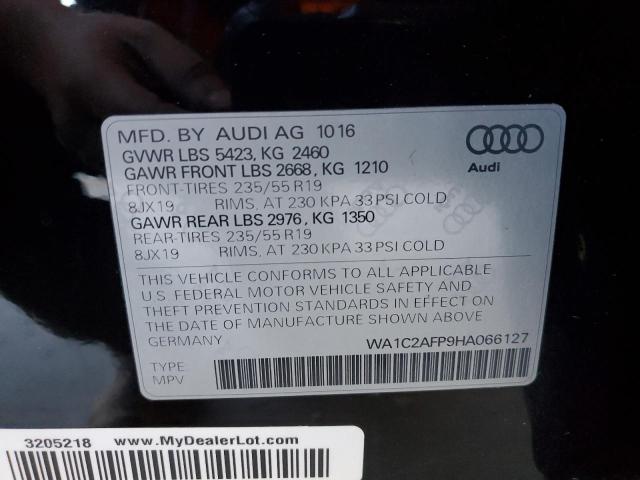 MFD. BY AUDI AG 1016
GVWR LBS 5423, KG 2460
GAWR FRONT LBS 2668, KG 1210
FRONT-TIRES 235/55 R19
8JX19 RIMS, AT 230 KPA 33 PSI COLD
GAWR REAR LBS 2976, KG 1350
REAR-TIRES 235/55 R19
8JX19 RIMS, AT 230 KPA 33 PSI COLD
Audi
THIS VEHICLE CONFORMS TO ALL APPLICABLE
U.S. FEDERAL MOTOR VEHICLE SAFETY AND
THEFT PREVENTION STANDARDS IN EFFECT ON
THE DATE OF MANUFACTURE SHOWN ABOVE
GERMANY WA1C2AFP9HA066127
TYPE:
MPV
3205218 www.MyDealerLot.com